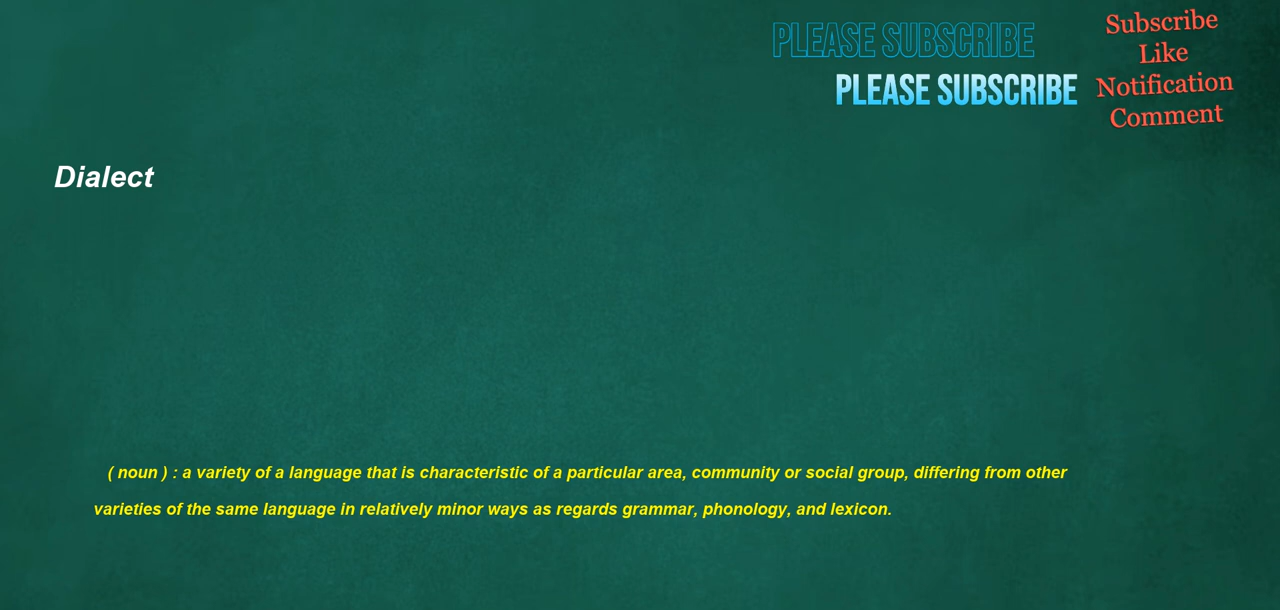 PLEASE SUBSCRIBE
PLEASE SUBSCRIBE
Subscribe
Like
Notification
Comment
Dialect
( noun ) : a variety of a language that is characteristic of a particular area, community or social group, differing from other
varieties of the same language in relatively minor ways as regards grammar, phonology, and lexicon.